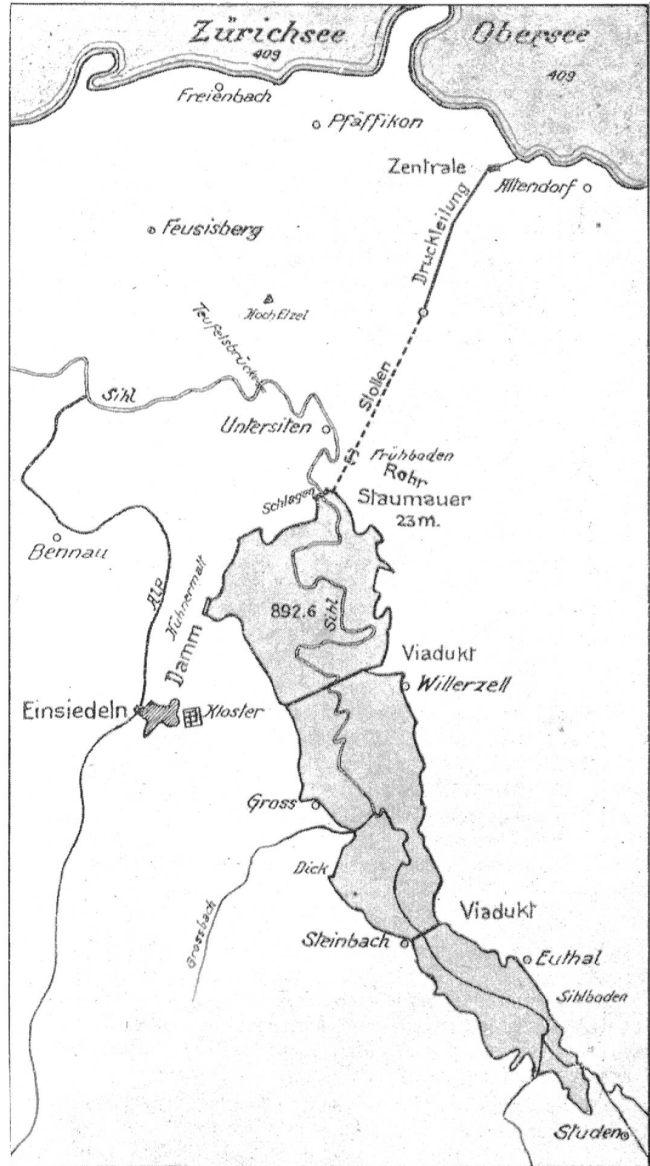 Zürichsee
409
Obersee
409
Freienbach
Pfäffikon
Zentrale
Altendorf
Druckleitung
Feusisberg
Hoch Etzel
Teufelsbrücke
Stollen
Sihl
Untersiten
Frühboden
Rohr
Schlagen
Staumauer
23m.
Bennau
Alp
Huhnermatt
Damm
892.6
Sihl
Viadukt
Willerzell
Einsiedeln
Kloster
Gross
Dick
Grossbach
Viadukt
Steinbach
Euthal
Sihlboden
Studen